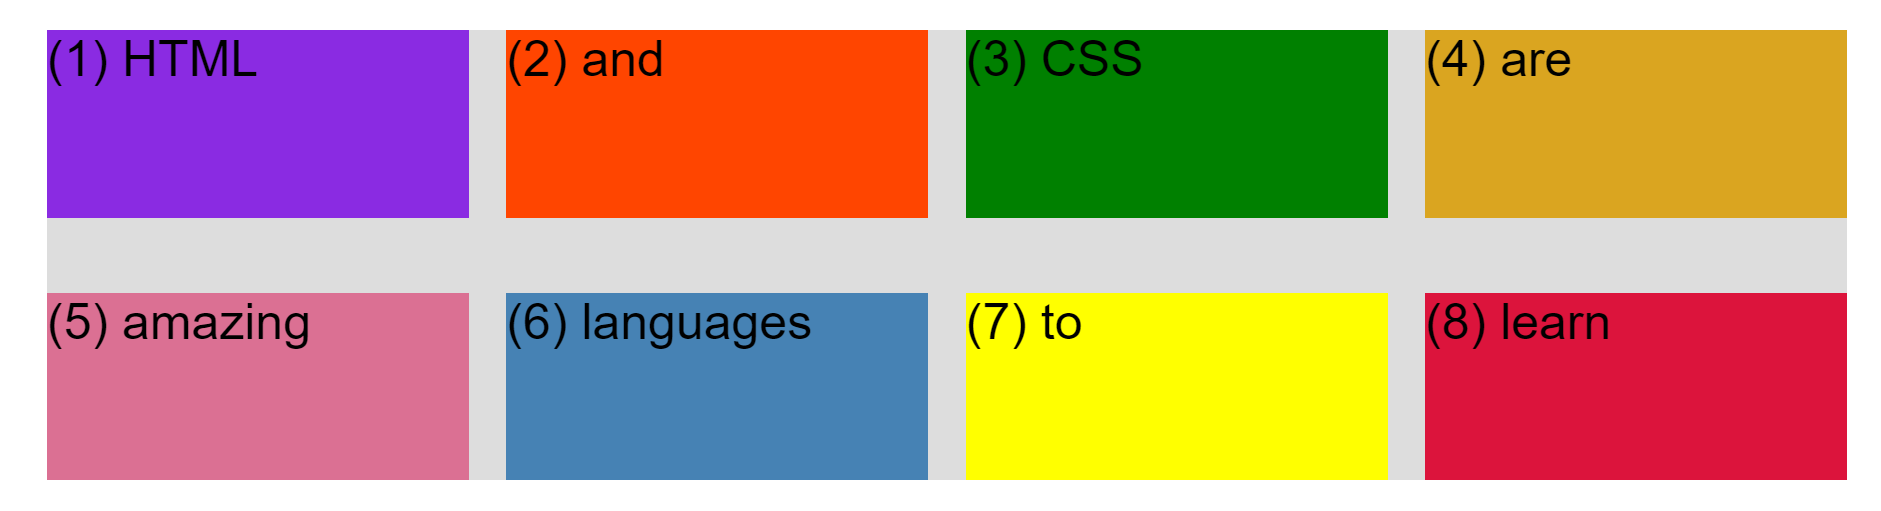 (1) HTML
(2) and
(3) CSS
(4) are
(5) amazing
(6) languages
(7) to
(8) learn